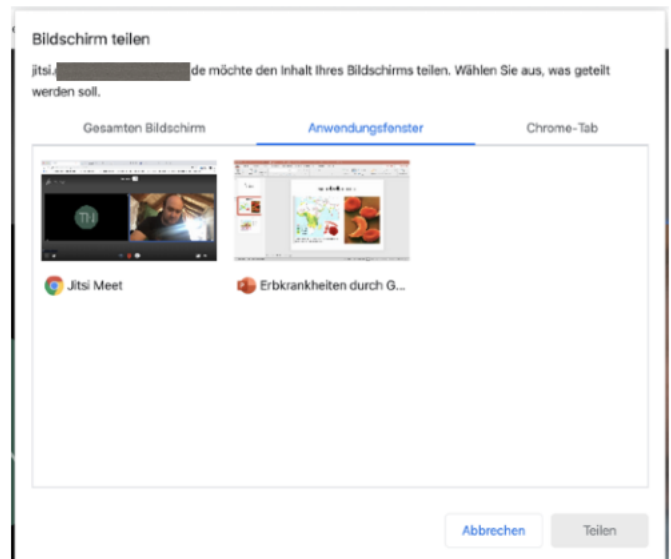 Bildschirm teilen
jitsi. de möchte den Inhalt Ihres Bildschirms teilen. Wählen Sie aus, was geteilt
werden soll.
Gesamten Bildschirm Anwendungsfenster Chrome-Tab
TN
Jitsi Meet Erbkrankheiten durch G...
Abbrechen Teilen